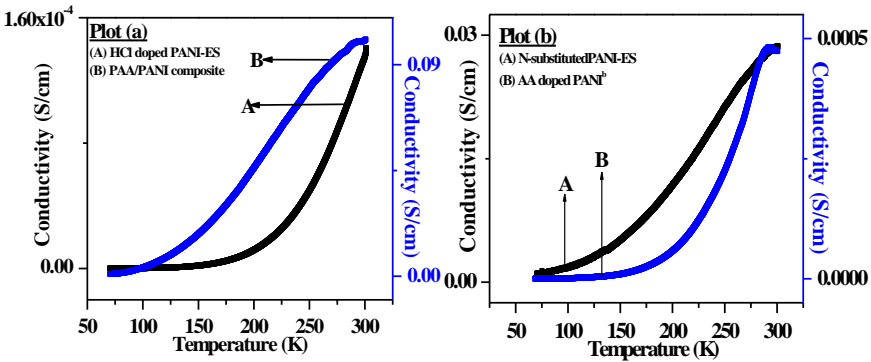 Plot (a)
(A) HCl doped PANI-ES
(B) PAA/PANI composite
1.60x10⁻⁴
0.00
Conductivity (S/cm)
B
A
0.09
0.00
Conductivity (S/cm)
50 100 150 200 250 300
Temperature (K)
Plot (b)
(A) N-substitutedPANI-ES
(B) AA doped PANIᵇ
0.03
0.00
Conductivity (S/cm)
A
B
0.0005
0.0000
Conductivity (S/cm)
50 100 150 200 250 300
Temperature (K)